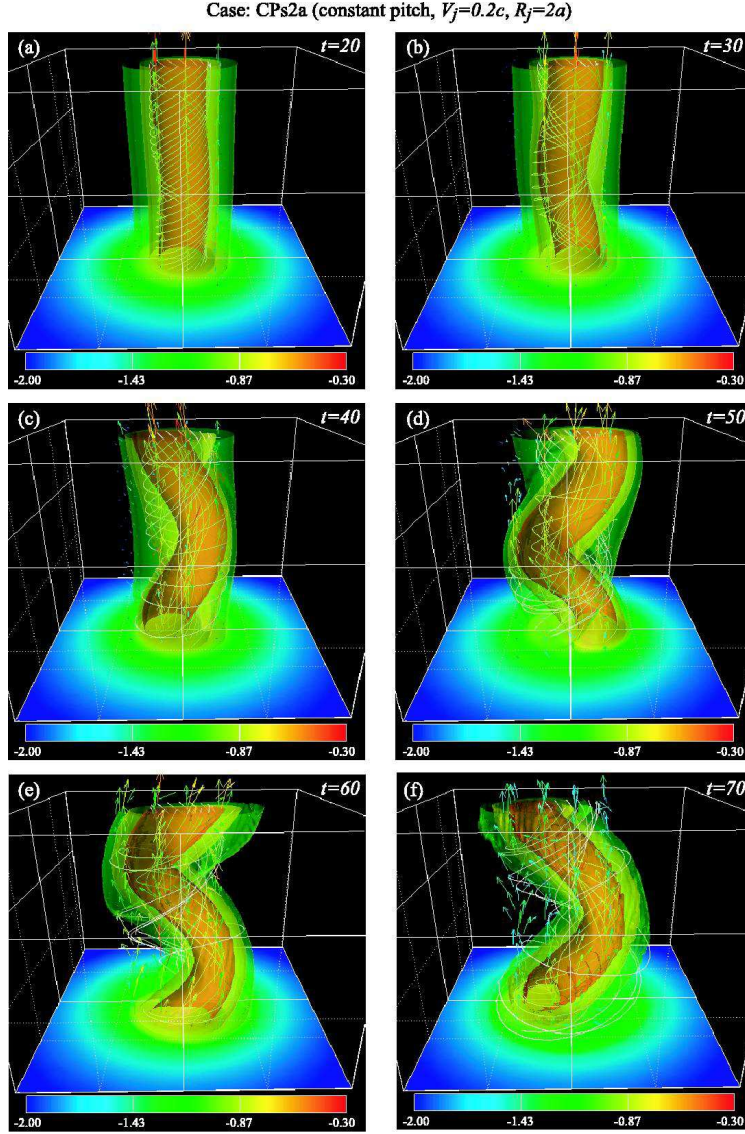 Case: CPs2a (constant pitch, Vj=0.2c, Rj=2a)
(a) t=20
(b) t=30
-2.00 -1.43 -0.87 -0.30
-2.00 -1.43 -0.87 -0.30
(c) t=40
(d) t=50
-2.00 -1.43 -0.87 -0.30
-2.00 -1.43 -0.87 -0.30
(e) t=60
(f) t=70
-2.00 -1.43 -0.87 -0.30
-2.00 -1.43 -0.87 -0.30